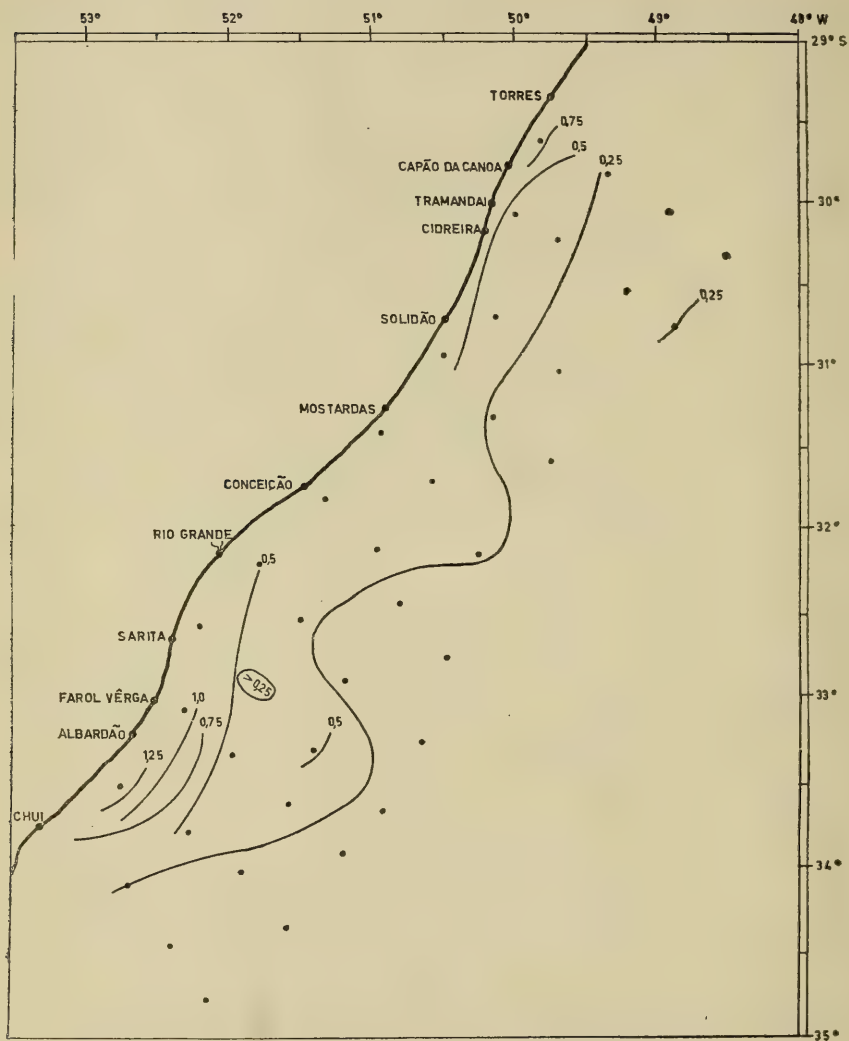 53° 52° 51° 50° 49° 48° W
29° S
TORRES
0,75
CAPÃO DA CANOA
0,5
0,25
TRAMANDAI
30°
CIDREIRA
0,25
SOLIDÃO
31°
MOSTARDAS
CONCEIÇÃO
RIO GRANDE
32°
0,5
SARITA
>0,25
FAROL VÊRGA
1,0
33°
0,75
0,5
ALBARDÃO
1,25
CHUI
34°
35°